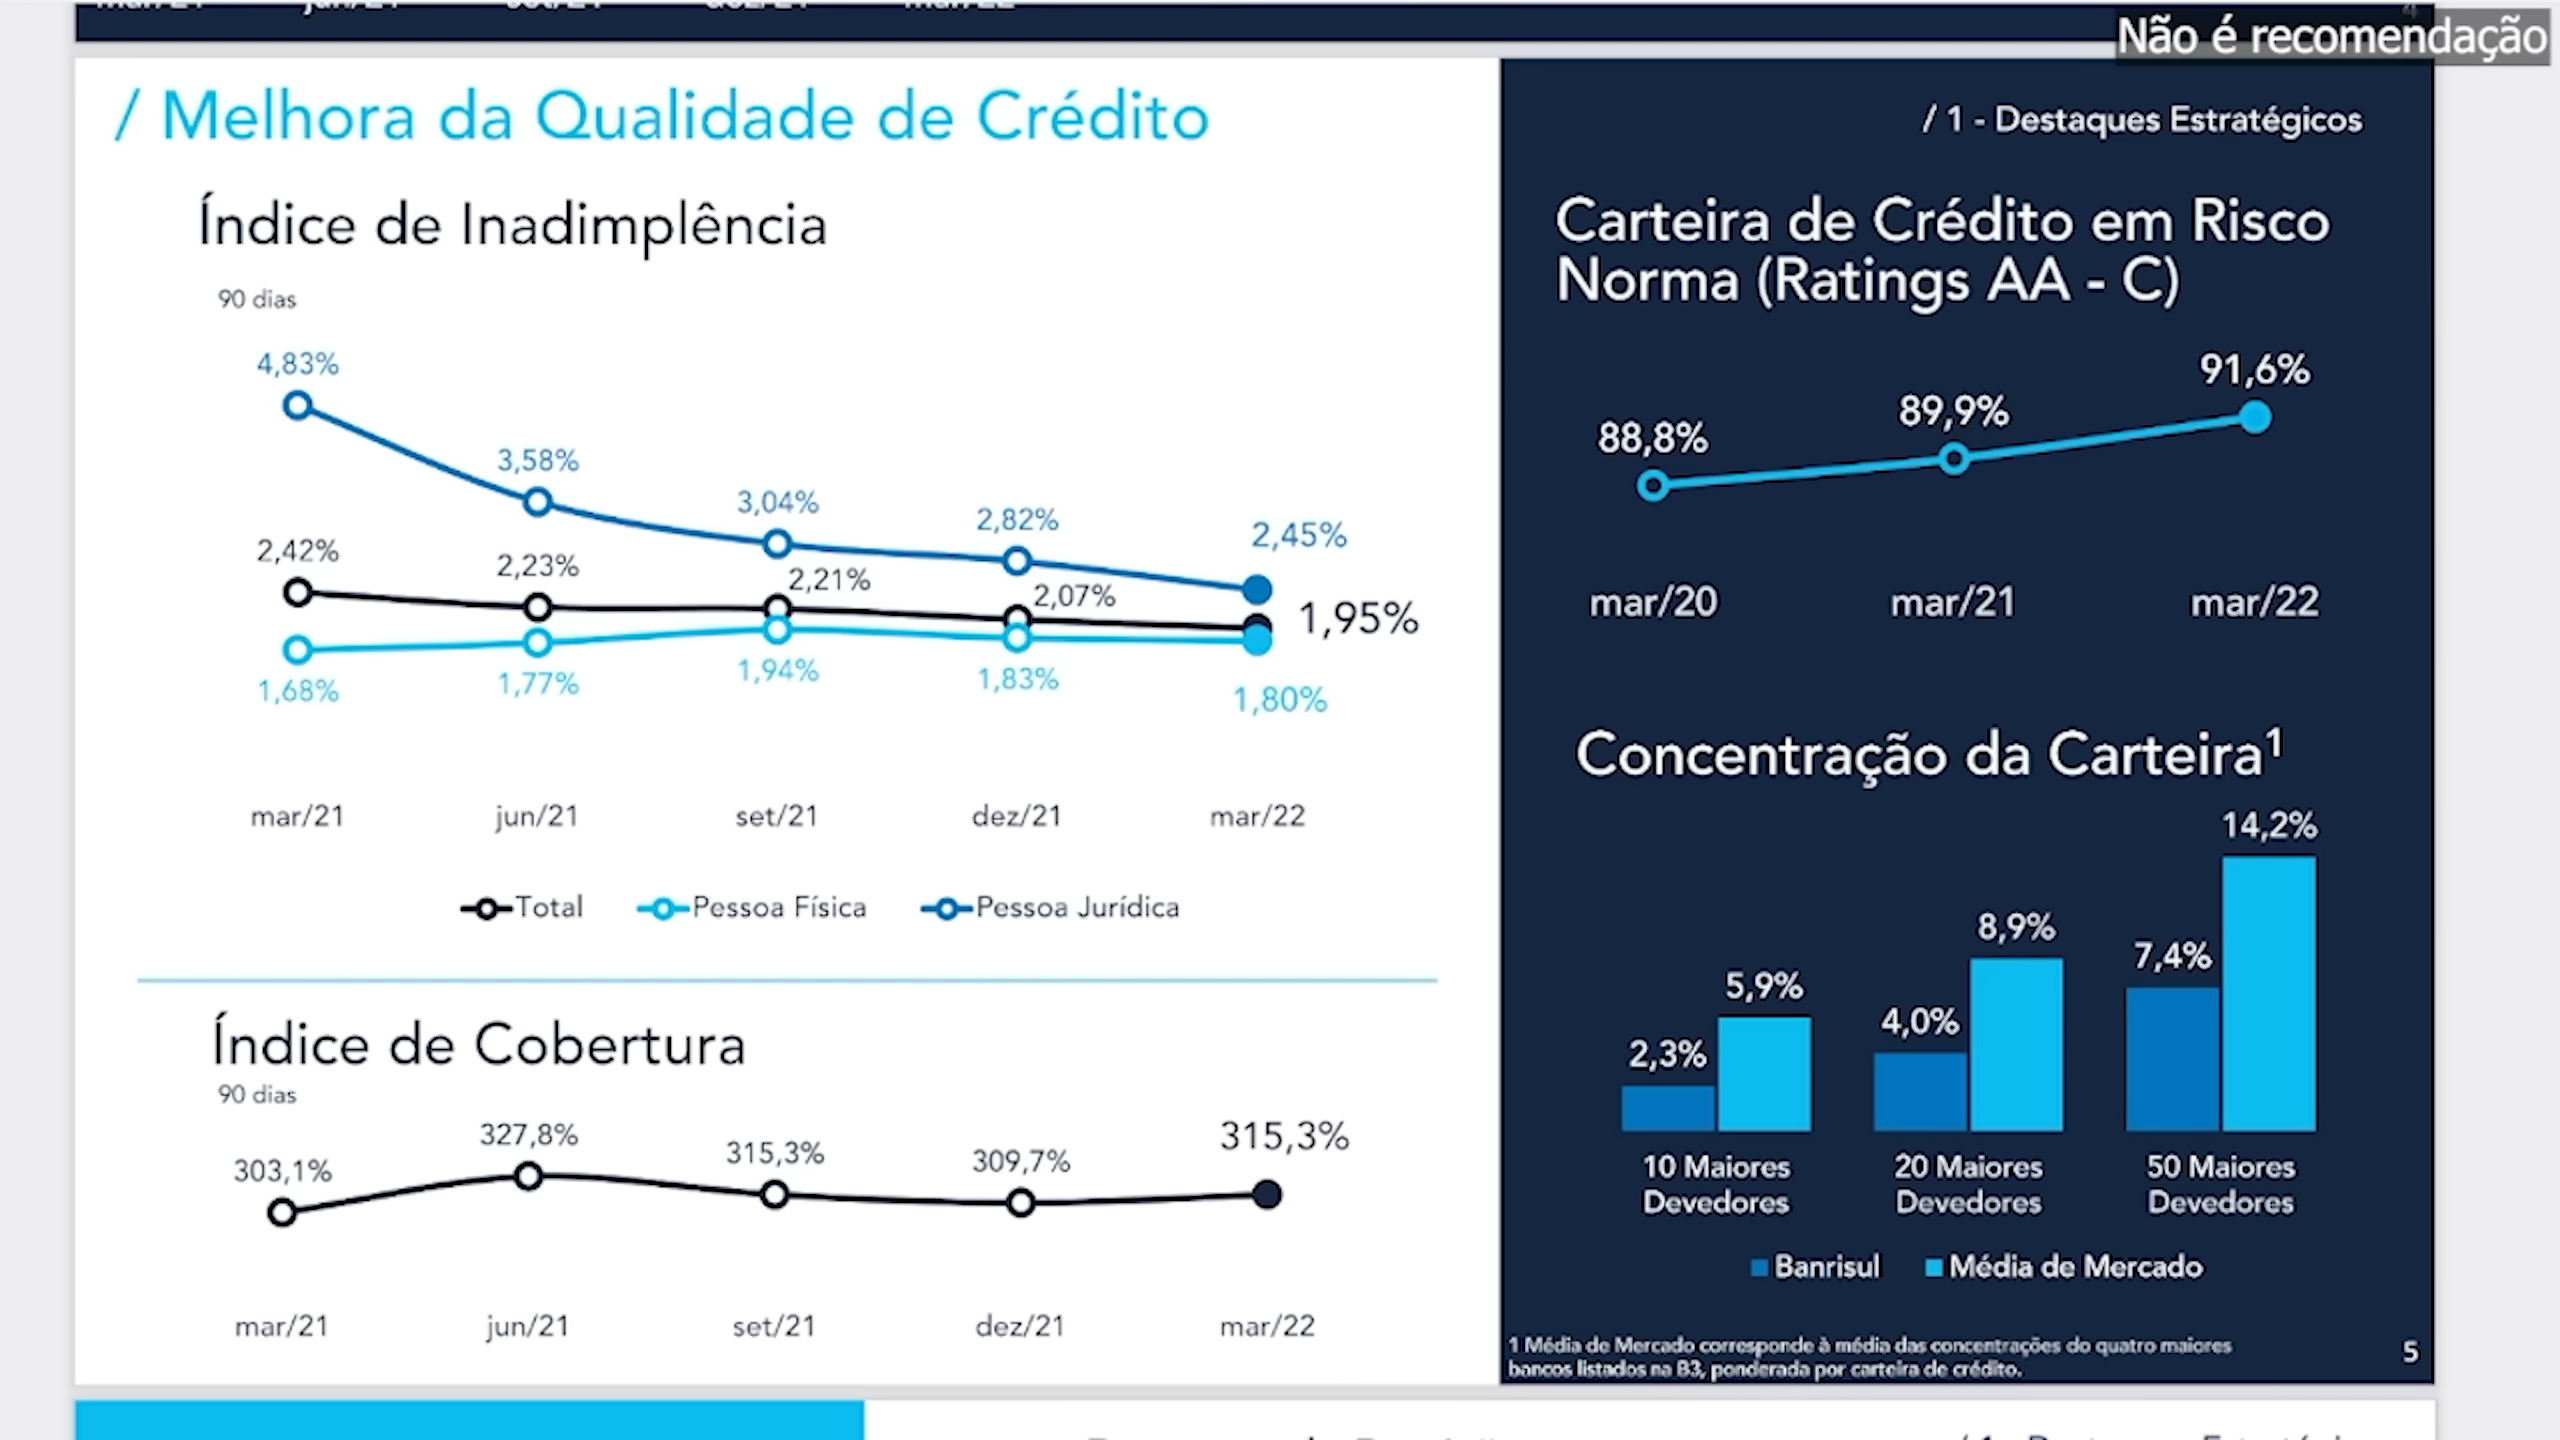 Não é recomendação
/ Melhora da Qualidade de Crédito
Índice de Inadimplência
90 dias
4,83%
3,58%
3,04%
2,82%
2,45%
2,42%
2,23%
2,21%
2,07%
1,95%
1,68%
1,77%
1,94%
1,83%
1,80%
mar/21 jun/21 set/21 dez/21 mar/22
Total Pessoa Física Pessoa Jurídica
Índice de Cobertura
90 dias
303,1%
327,8%
315,3%
309,7%
315,3%
mar/21 jun/21 set/21 dez/21 mar/22
/ 1 - Destaques Estratégicos
Carteira de Crédito em Risco
Norma (Ratings AA - C)
88,8%
89,9%
91,6%
mar/20 mar/21 mar/22
Concentração da Carteira¹
2,3%
5,9%
4,0%
8,9%
7,4%
14,2%
10 Maiores
Devedores
20 Maiores
Devedores
50 Maiores
Devedores
Banrisul Média de Mercado
1 Média de Mercado corresponde à média das concentrações do quatro maiores
bancos listados na B3, ponderada por carteira de crédito.
5